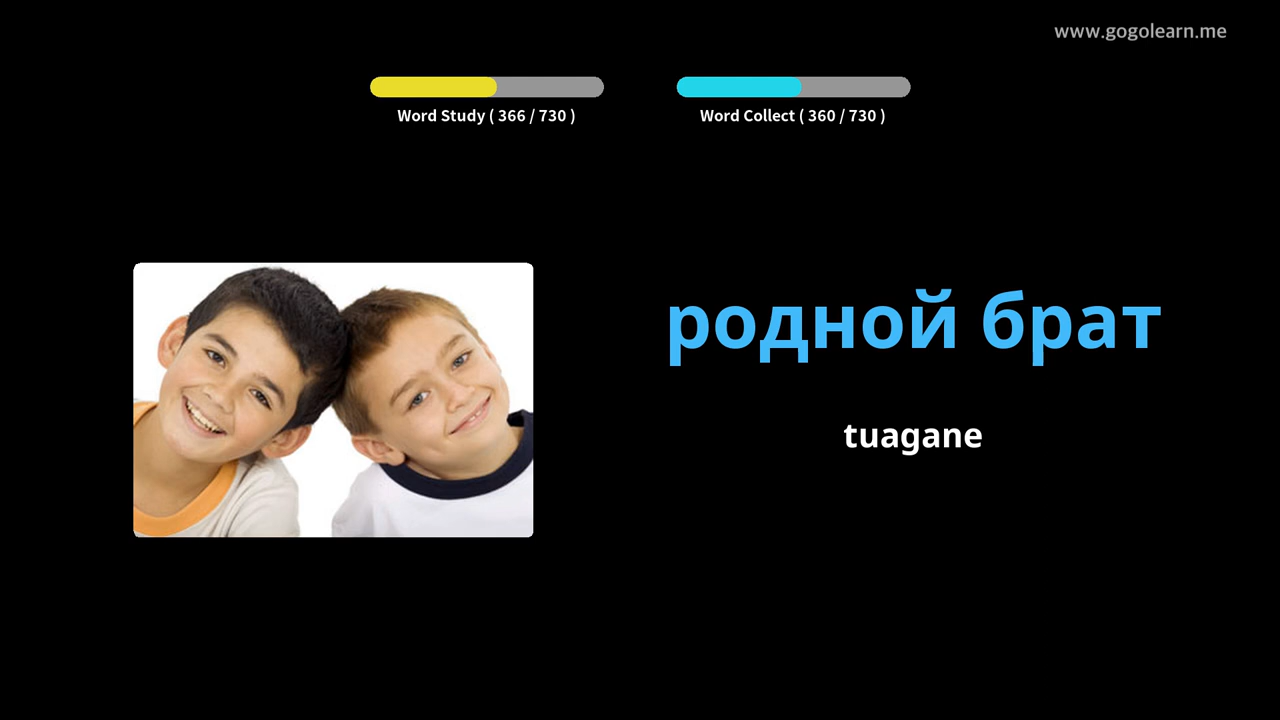 www.gogolearn.me
Word Study ( 366 / 730 )
Word Collect ( 360 / 730 )
родной брат
tuagane